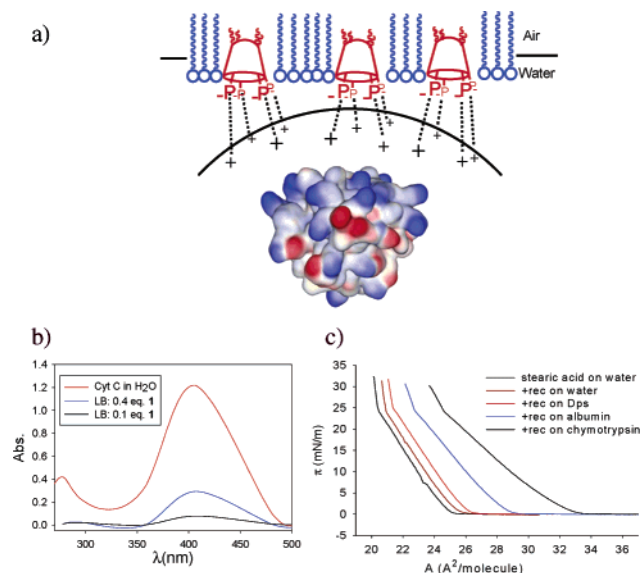 a)
Air
Water
-P -P -P P- -P -P -P P- -P -P -P P-
+ + + + + + + + + + + +
b)
1.4
1.2
1.0
0.8
0.6
0.4
0.2
0.0
Abs.
Cyt C in H2O
LB: 0.4 eq. 1
LB: 0.1 eq. 1
300 350 400 450 500
λ(nm)
c)
35
30
25
20
15
10
5
0
-5
π (mN/m)
stearic acid on water
+rec on water
+rec on Dps
+rec on albumin
+rec on chymotrypsin
20 22 24 26 28 30 32 34 36
A (A²/molecule)